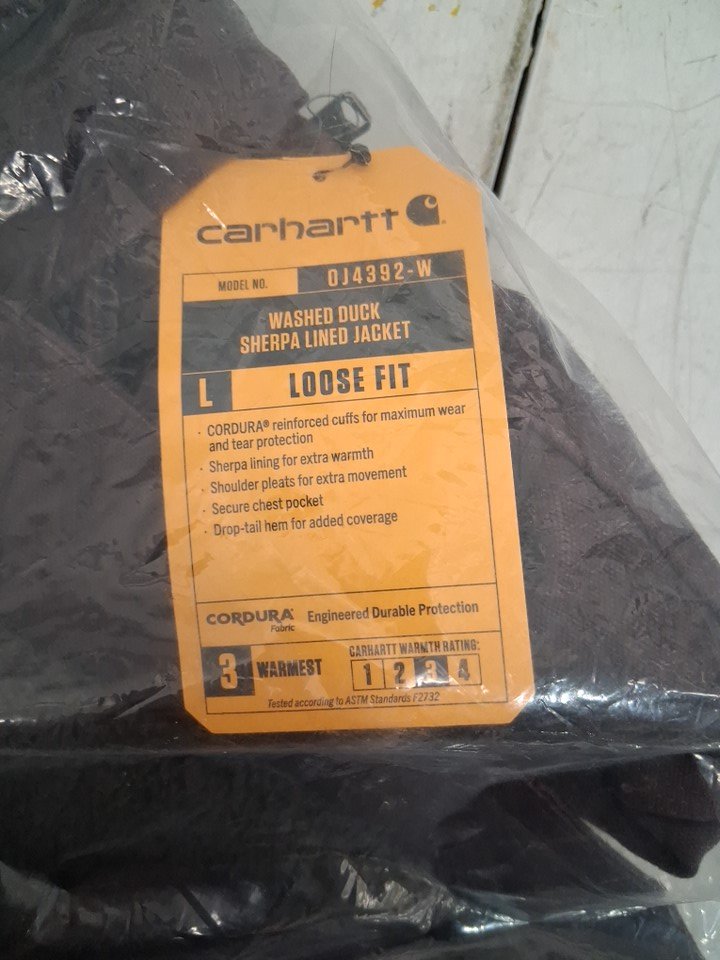 carhartt
MODEL NO. OJ4392-W
WASHED DUCK
SHERPA LINED JACKET
L LOOSE FIT
· CORDURA® reinforced cuffs for maximum wear
and tear protection
· Sherpa lining for extra warmth
· Shoulder pleats for extra movement
· Secure chest pocket
· Drop-tail hem for added coverage
CORDURA® Engineered Durable Protection
Fabric
CARHARTT WARMTH RATING:
3 WARMEST 1 2 3 4
Tested according to ASTM Standards F2732